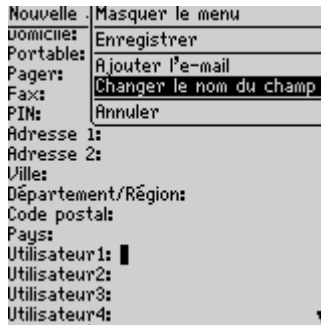 Nouvelle
Masquer le menu
Domicile:
Enregistrer
Portable:
Ajouter l'e-mail
Pager:
Changer le nom du champ
Fax:
PIN:
Annuler
Adresse 1:
Adresse 2:
Ville:
Département/Région:
Code postal:
Pays:
Utilisateur1:
Utilisateur2:
Utilisateur3:
Utilisateur4: